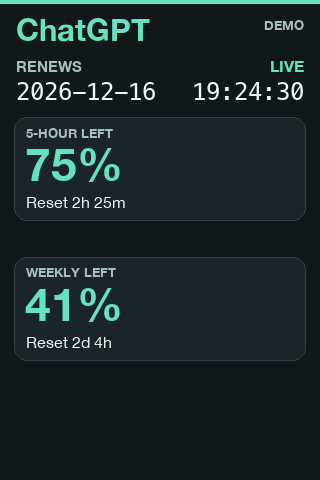 ChatGPT DEMO
RENEWS LIVE
2026−12−16 19:24:30
5-HOUR LEFT
75%
Reset 2h 25m
WEEKLY LEFT
41%
Reset 2d 4h